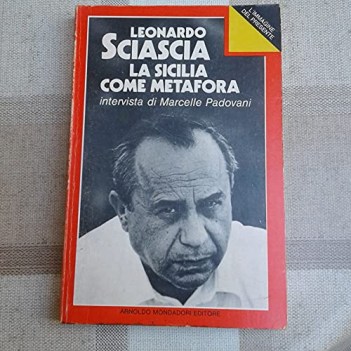 LEONARDO
SCIASCIA
LA SICILIA
COME METAFORA
intervista di Marcelle Padovani
L'IMMAGINE
DEL PRESENTE
ARNOLDO MONDADORI EDITORE